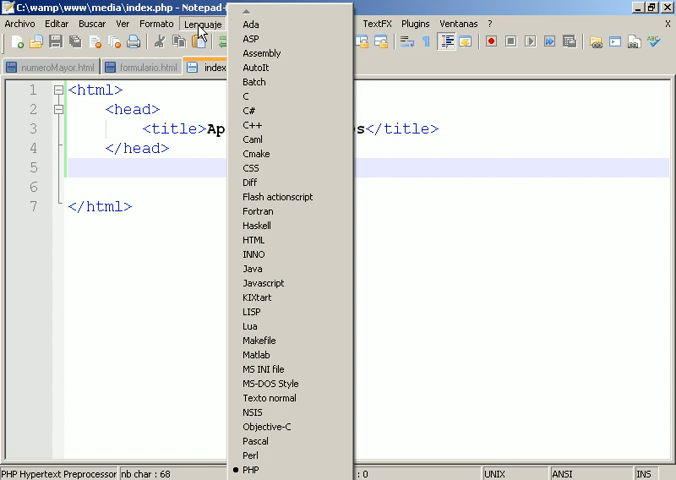 C:\wamp\www\media\index.php - Notepad
Archivo Editar Buscar Ver Formato Lenguaje TextFX Plugins Ventanas ? X
numeroMayor.html formulario.html index
1 <html>
2 <head>
3 <title>Ap s</title>
4 </head>
5
6
7 </html>
Ada
ASP
Assembly
AutoIt
Batch
C
C#
C++
Caml
Cmake
CSS
Diff
Flash actionscript
Fortran
Haskell
HTML
INNO
Java
Javascript
KIXtart
LISP
Lua
Makefile
Matlab
MS INI file
MS-DOS Style
Texto normal
NSIS
Objective-C
Pascal
Perl
PHP
PHP Hypertext Preprocessor nb char : 68 : 0 UNIX ANSI INS